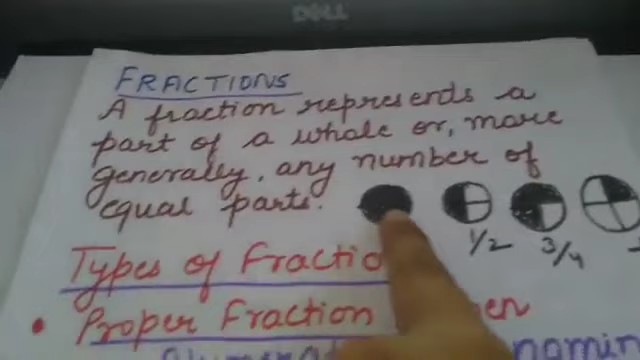 DELL
FRACTIONS
A fraction represents a
part of a whole or, more
generally, any number of
equal parts.
1/2 3/4
Types of Fractio
• Proper Fraction